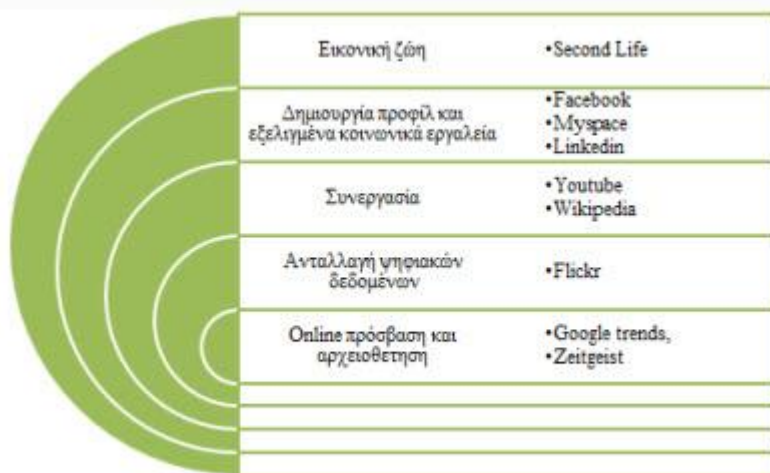 Εικονική ζώη
•Second Life
Δημιουργία προφίλ και
εξελιγμένα κοινωνικά εργαλεία
•Facebook
•Myspace
•Linkedin
Συνεργασία
•Youtube
•Wikipedia
Ανταλλαγή ψηφιακών
δεδομένων
•Flickr
Online πρόσβαση και
αρχειοθετηση
•Google trends,
•Zeitgeist